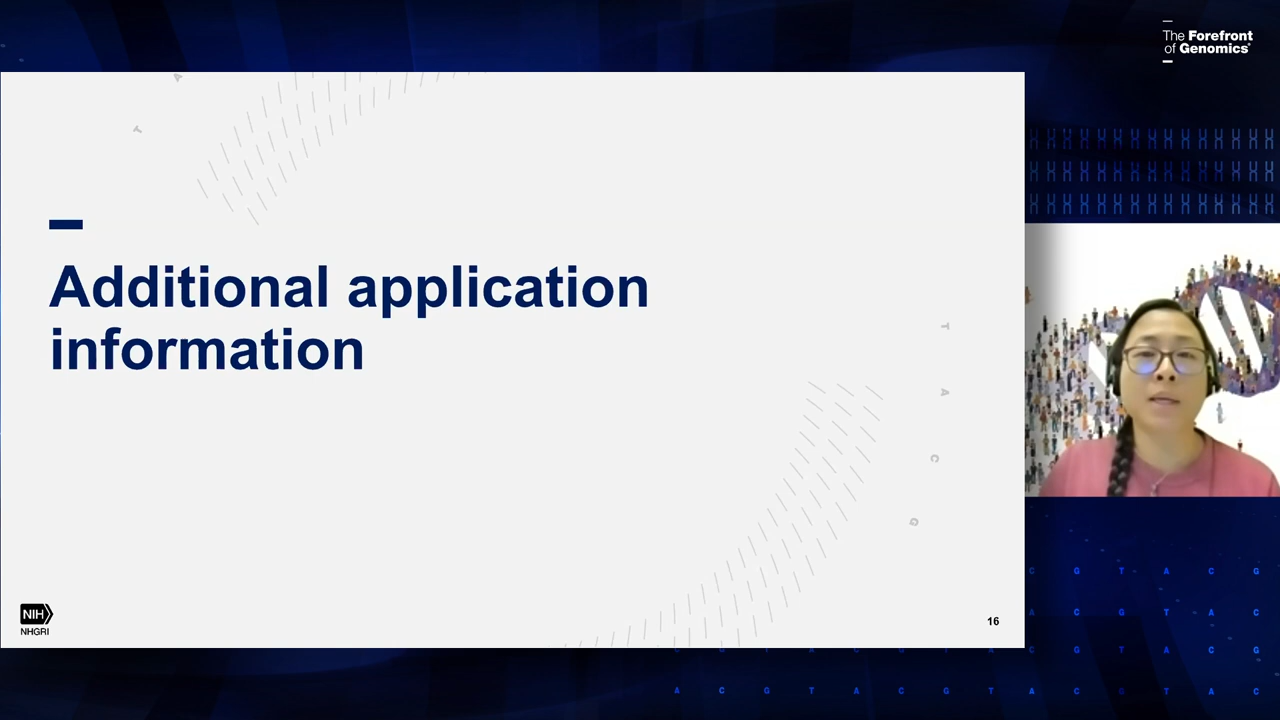 The Forefront
of Genomics®
Additional application
information
T
A
C
G
NIH
NHGRI
16
C G T A C G
A C G T A C
C G T A C G T A C G T A C G
A C G T A C G T A C G T A C